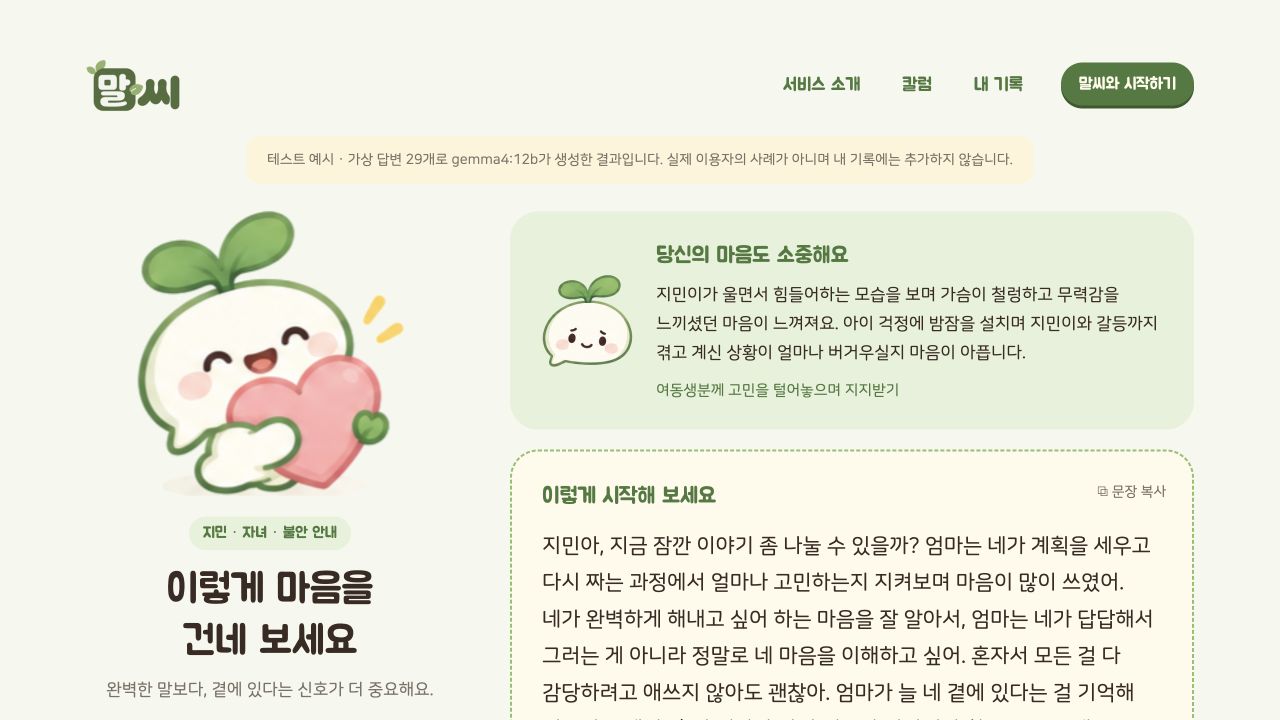 말씨
서비스 소개
칼럼
내 기록
말씨와 시작하기
테스트 예시 · 가상 답변 29개로 gemma4:12b가 생성한 결과입니다. 실제 이용자의 사례가 아니며 내 기록에는 추가하지 않습니다.
지민 · 자녀 · 불안 안내
이렇게 마음을
건네 보세요
완벽한 말보다, 곁에 있다는 신호가 더 중요해요.
당신의 마음도 소중해요
지민이가 울면서 힘들어하는 모습을 보며 가슴이 철렁하고 무력감을
느끼셨던 마음이 느껴져요. 아이 걱정에 밤잠을 설치며 지민이와 갈등까지
겪고 계신 상황이 얼마나 버거우실지 마음이 아픕니다.
여동생분께 고민을 털어놓으며 지지받기
이렇게 시작해 보세요
문장 복사
지민아, 지금 잠깐 이야기 좀 나눌 수 있을까? 엄마는 네가 계획을 세우고
다시 짜는 과정에서 얼마나 고민하는지 지켜보며 마음이 많이 쓰였어.
네가 완벽하게 해내고 싶어 하는 마음을 잘 알아서, 엄마는 네가 답답해서
그러는 게 아니라 정말로 네 마음을 이해하고 싶어. 혼자서 모든 걸 다
감당하려고 애쓰지 않아도 괜찮아. 엄마가 늘 네 곁에 있다는 걸 기억해